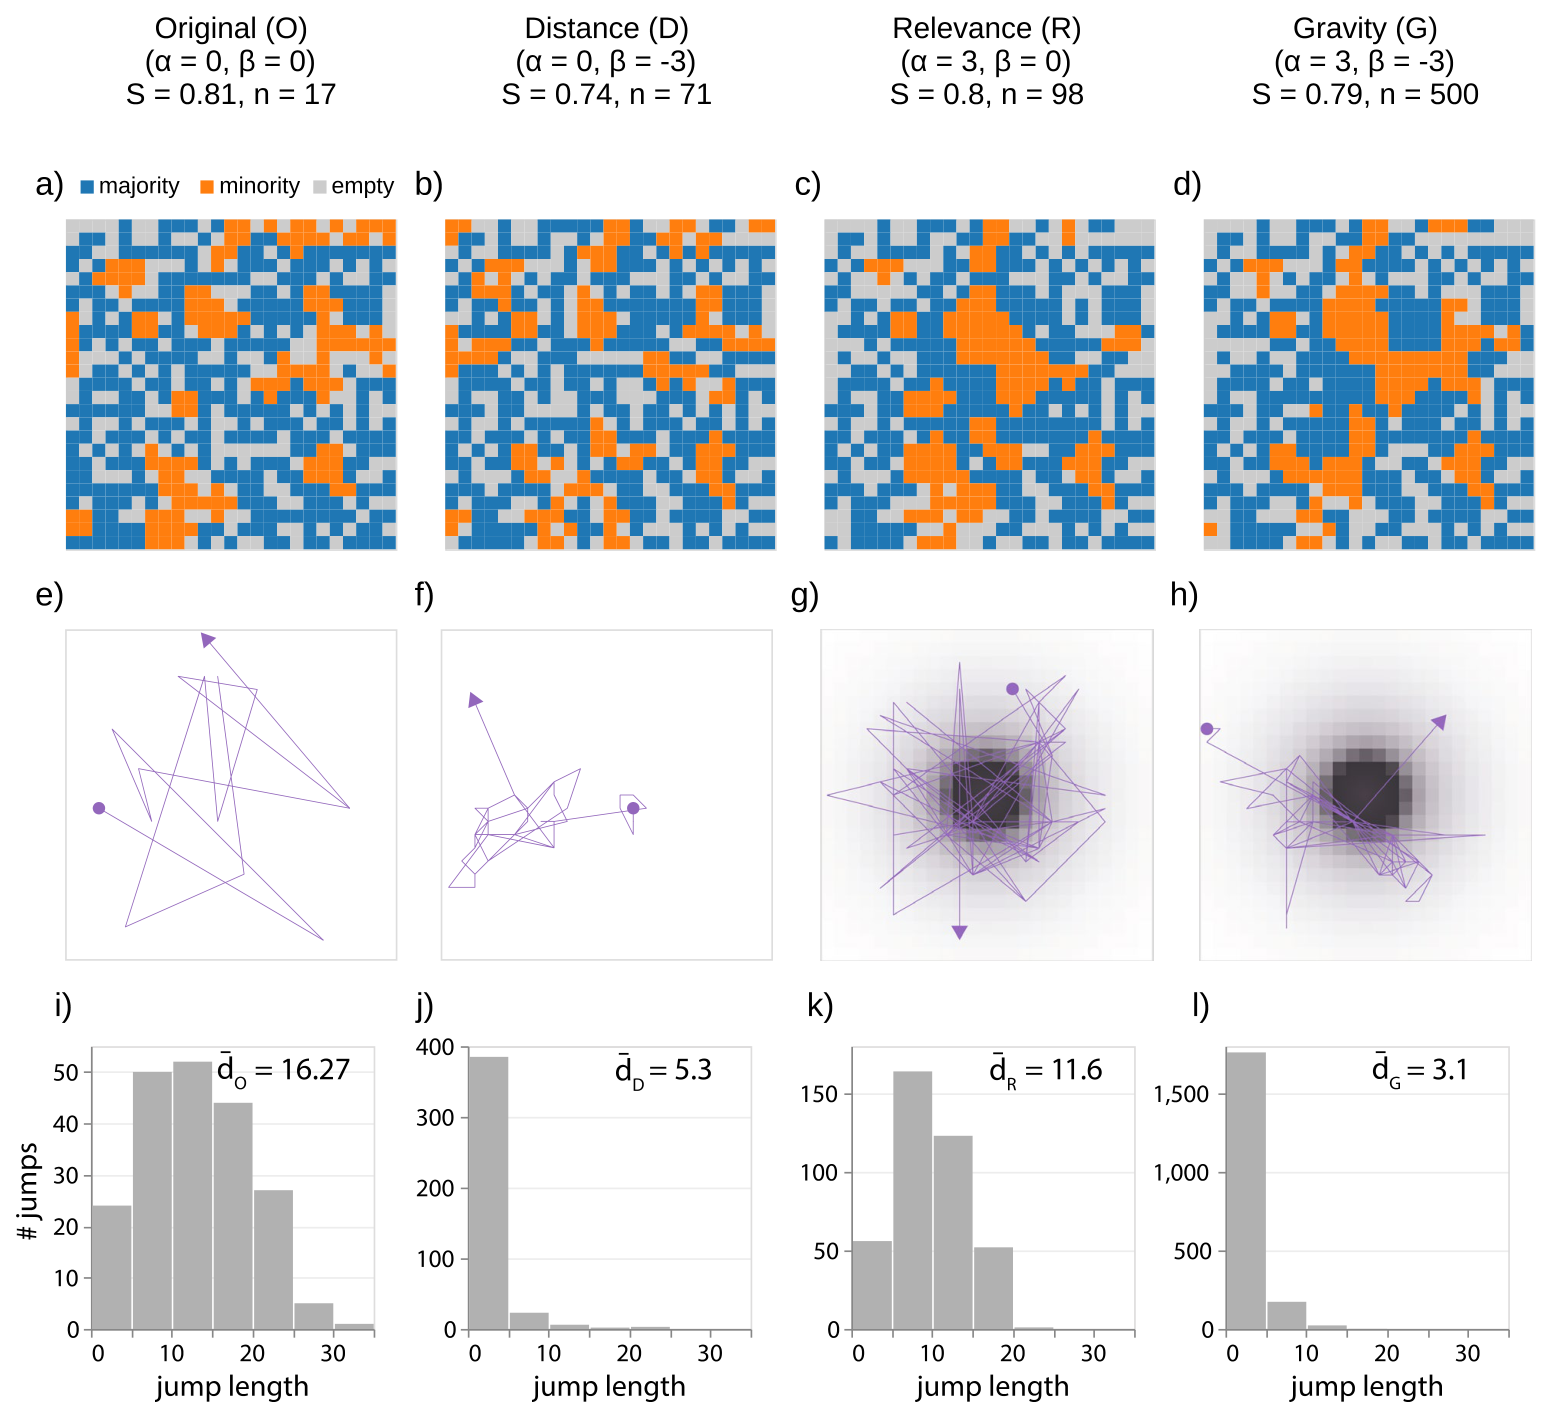 Original (O)
(α = 0, β = 0)
S = 0.81, n = 17
Distance (D)
(α = 0, β = -3)
S = 0.74, n = 71
Relevance (R)
(α = 3, β = 0)
S = 0.8, n = 98
Gravity (G)
(α = 3, β = -3)
S = 0.79, n = 500
a) majority minority empty
b)
c)
d)
e)
f)
g)
h)
i)
d̄O = 16.27
50
40
30
20
10
0
# jumps
0 10 20 30
jump length
j)
d̄D = 5.3
400
300
200
100
0
0 10 20 30
jump length
k)
d̄R = 11.6
150
100
50
0
0 10 20 30
jump length
l)
d̄G = 3.1
1,500
1,000
500
0
0 10 20 30
jump length